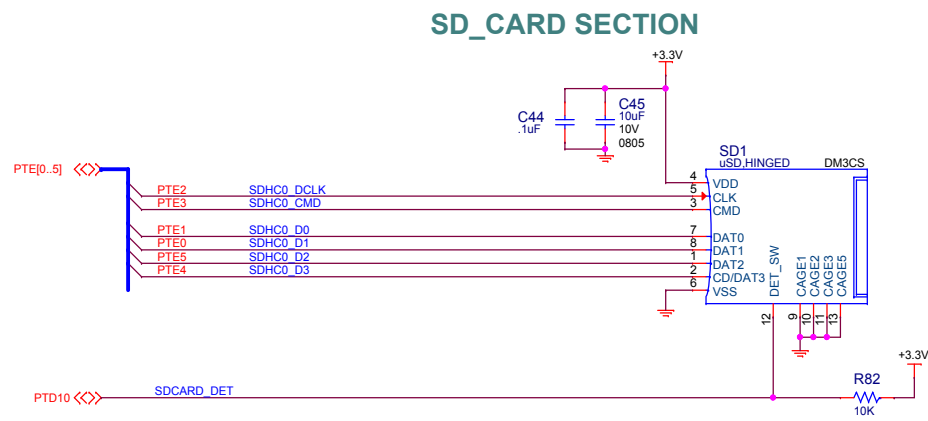 SD_CARD SECTION
+3.3V
C44
.1uF
C45
10uF
10V
0805
SD1
uSD,HINGED
DM3CS
PTE[0..5]
4 VDD
PTE2 SDHC0_DCLK 5 CLK
PTE3 SDHC0_CMD 3 CMD
PTE1 SDHC0_D0 7 DAT0
PTE0 SDHC0_D1 8 DAT1
PTE5 SDHC0_D2 1 DAT2
PTE4 SDHC0_D3 2 CD/DAT3
6 VSS
DET_SW
CAGE1
CAGE2
CAGE3
CAGE5
12
9
10
11
13
+3.3V
R82
10K
PTD10 SDCARD_DET